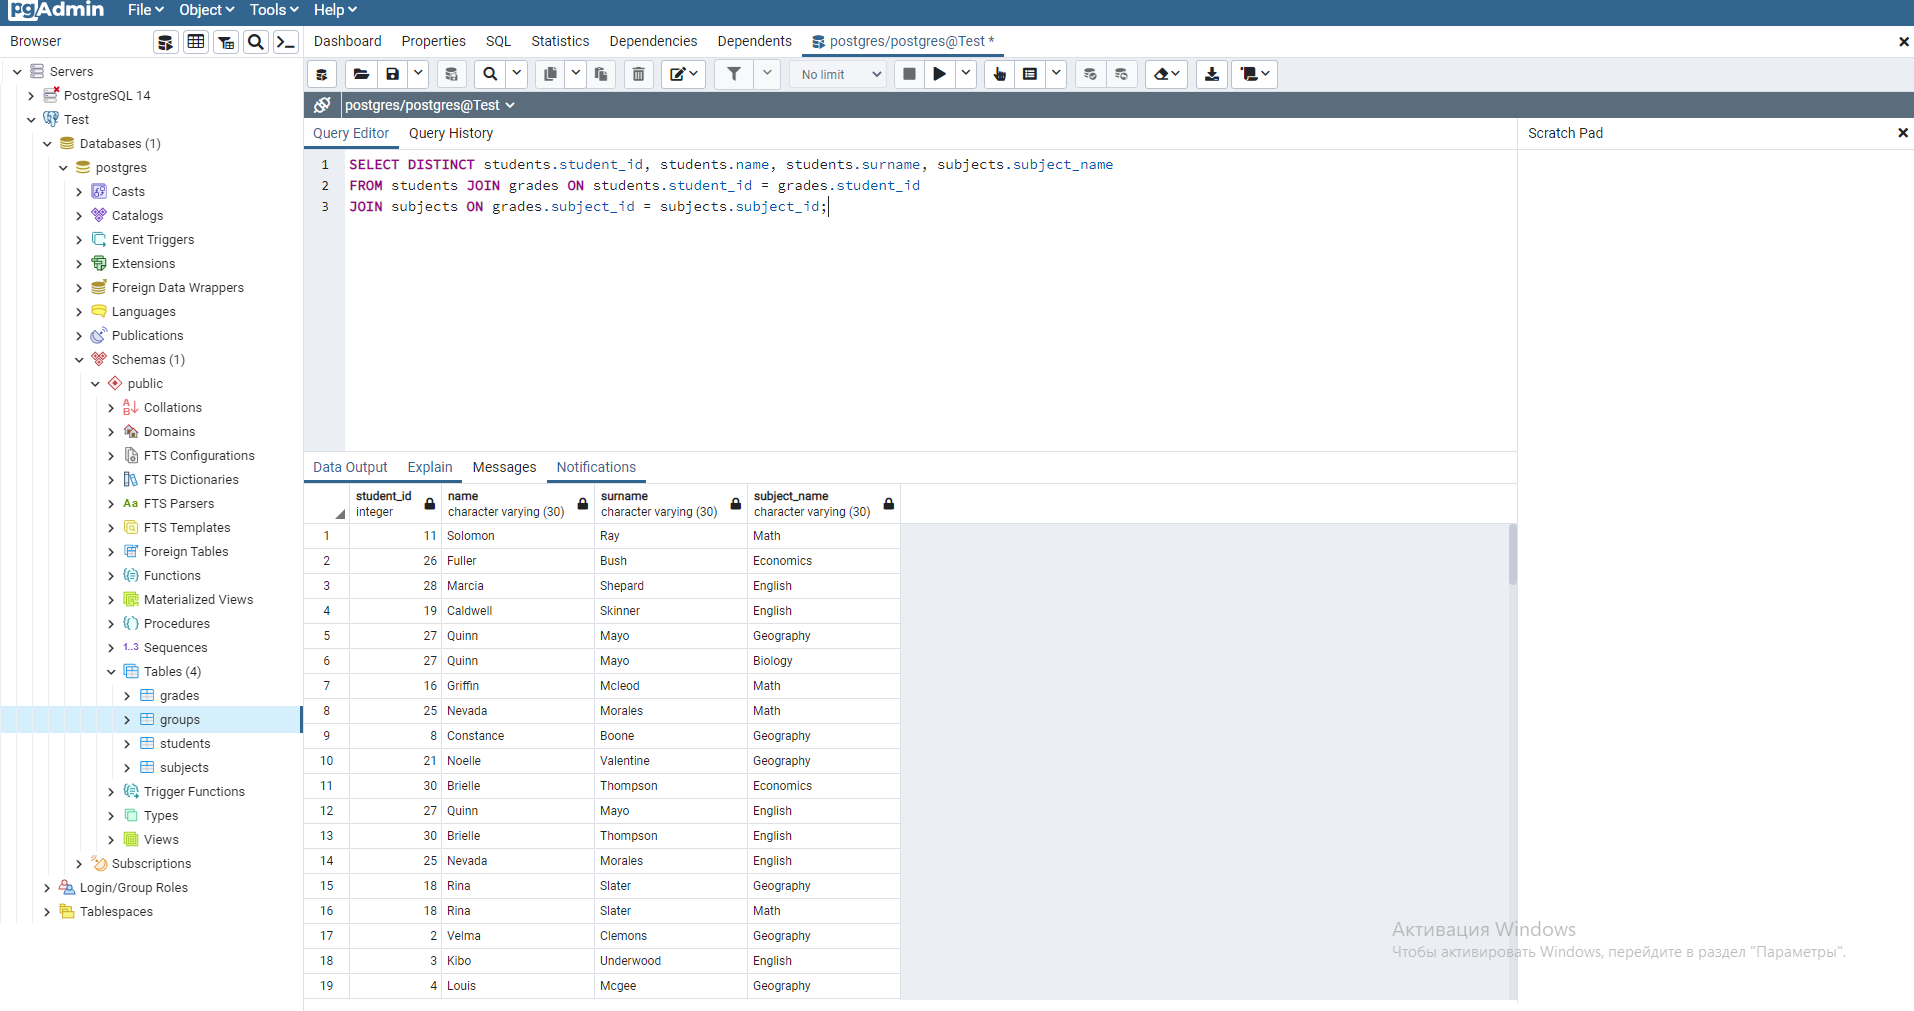 pgAdmin File Object Tools Help
Browser
Dashboard Properties SQL Statistics Dependencies Dependents postgres/postgres@Test *
No limit
postgres/postgres@Test
Query Editor Query History
Scratch Pad
Servers
PostgreSQL 14
Test
Databases (1)
postgres
Casts
Catalogs
Event Triggers
Extensions
Foreign Data Wrappers
Languages
Publications
Schemas (1)
public
Collations
Domains
FTS Configurations
FTS Dictionaries
Aa FTS Parsers
FTS Templates
Foreign Tables
Functions
Materialized Views
Procedures
1..3 Sequences
Tables (4)
grades
groups
students
subjects
Trigger Functions
Types
Views
Subscriptions
Login/Group Roles
Tablespaces
1 SELECT DISTINCT students.student_id, students.name, students.surname, subjects.subject_name
2 FROM students JOIN grades ON students.student_id = grades.student_id
3 JOIN subjects ON grades.subject_id = subjects.subject_id;
Data Output Explain Messages Notifications
student_id name surname subject_name
integer character varying (30) character varying (30) character varying (30)
1 11 Solomon Ray Math
2 26 Fuller Bush Economics
3 28 Marcia Shepard English
4 19 Caldwell Skinner English
5 27 Quinn Mayo Geography
6 27 Quinn Mayo Biology
7 16 Griffin Mcleod Math
8 25 Nevada Morales Math
9 8 Constance Boone Geography
10 21 Noelle Valentine Geography
11 30 Brielle Thompson Economics
12 27 Quinn Mayo English
13 30 Brielle Thompson English
14 25 Nevada Morales English
15 18 Rina Slater Geography
16 18 Rina Slater Math
17 2 Velma Clemons Geography
18 3 Kibo Underwood English
19 4 Louis Mcgee Geography
Активация Windows
Чтобы активировать Windows, перейдите в раздел "Параметры".